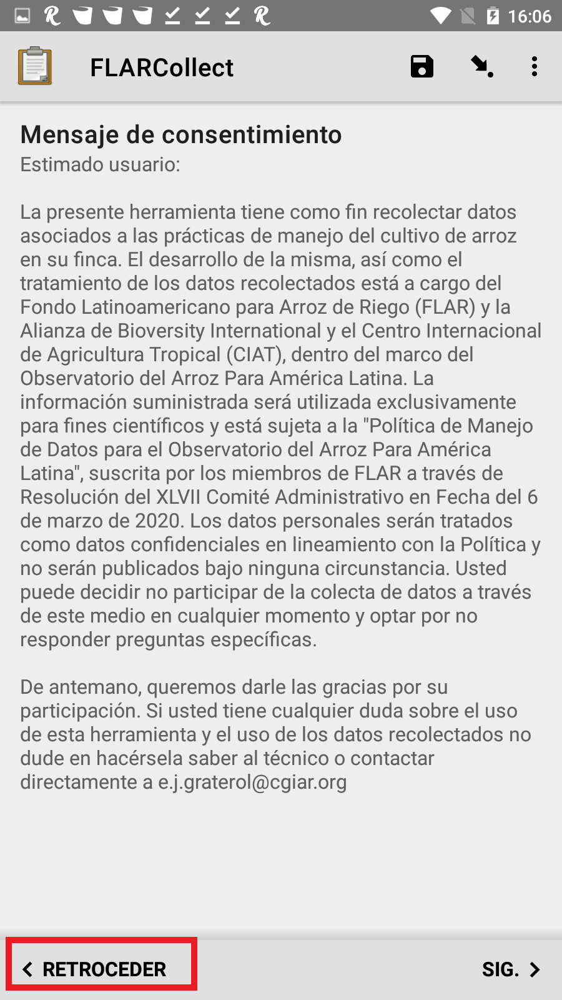 16:06
FLARCollect
Mensaje de consentimiento
Estimado usuario:
La presente herramienta tiene como fin recolectar datos
asociados a las prácticas de manejo del cultivo de arroz
en su finca. El desarrollo de la misma, así como el
tratamiento de los datos recolectados está a cargo del
Fondo Latinoamericano para Arroz de Riego (FLAR) y la
Alianza de Bioversity International y el Centro Internacional
de Agricultura Tropical (CIAT), dentro del marco del
Observatorio del Arroz Para América Latina. La
información suministrada será utilizada exclusivamente
para fines científicos y está sujeta a la "Política de Manejo
de Datos para el Observatorio del Arroz Para América
Latina", suscrita por los miembros de FLAR a través de
Resolución del XLVII Comité Administrativo en Fecha del 6
de marzo de 2020. Los datos personales serán tratados
como datos confidenciales en lineamiento con la Política y
no serán publicados bajo ninguna circunstancia. Usted
puede decidir no participar de la colecta de datos a través
de este medio en cualquier momento y optar por no
responder preguntas específicas.
De antemano, queremos darle las gracias por su
participación. Si usted tiene cualquier duda sobre el uso
de esta herramienta y el uso de los datos recolectados no
dude en hacérsela saber al técnico o contactar
directamente a e.j.graterol@cgiar.org
RETROCEDER
SIG.